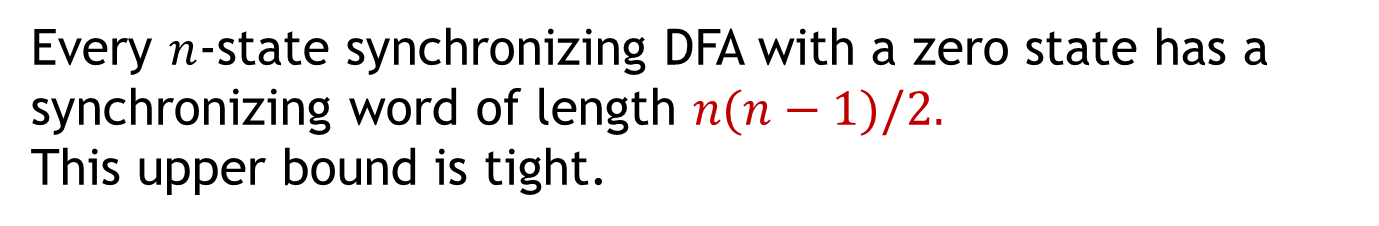 Every n-state synchronizing DFA with a zero state has a
synchronizing word of length n(n − 1)/2.
This upper bound is tight.